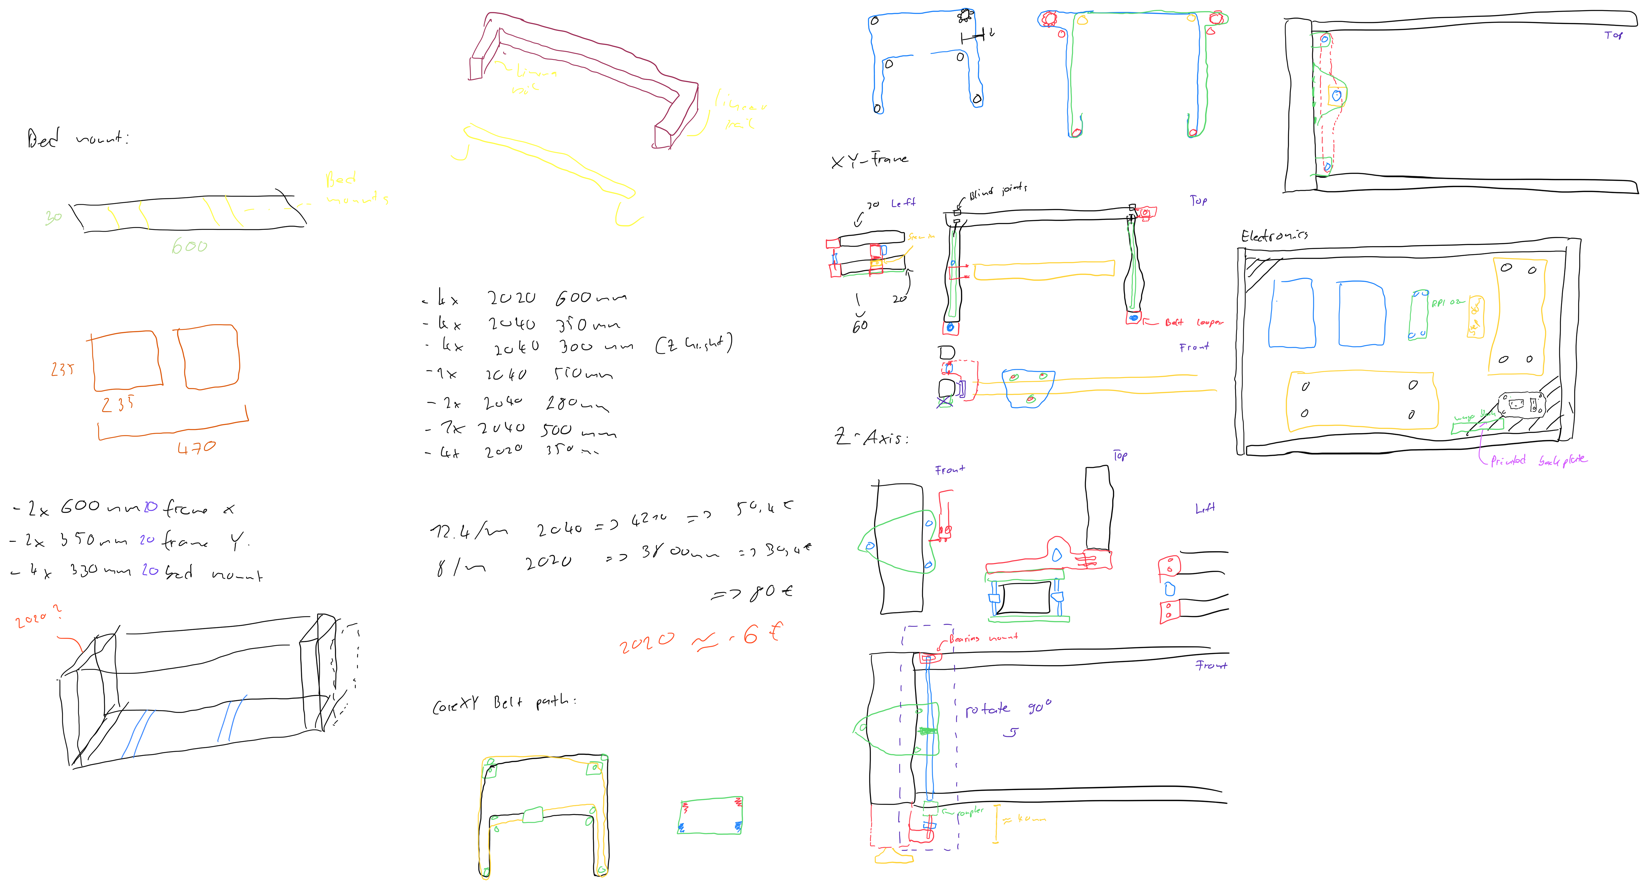 Bed mount:
30
Bed
mounts
600
235
235
470
- 2x 600mm 20 frame x
- 2x 350mm 20 frame Y.
- 4x 330mm 20 bed mount
2020?
Linear
rail
Linear
rail
- 4x 2020 600mm
- 4x 2040 350mm
- 4x 2040 300mm (Z height)
- 1x 2040 510mm
- 2x 2040 280mm
- 1x 2040 500mm
- 4x 2020 350mm
12.4/m 2040 => 4210 => 50,4€
8/m 2020 => 3800mm => 30,4€
=> 80€
2020 ≈ -6€
CoreXY Belt path:
XY-Frame
20 Left
20
60
Blind joints
Top
Belt
Front
Z-Axis:
Front
Top
Left
Bearing mount
Front
rotate 90°
coupler
= 40mm
Top
Electronics
Printed back plate